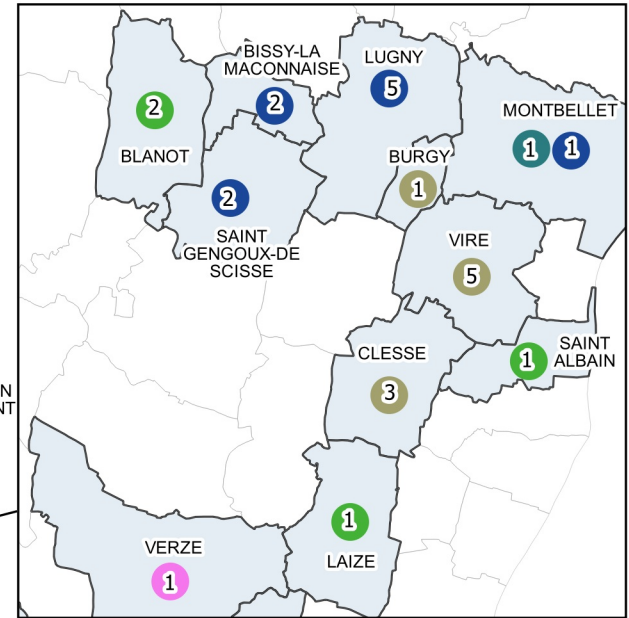 BISSY-LA
MACONNAISE
2
LUGNY
5
2
BLANOT
MONTBELLET
1
1
BURGY
1
2
SAINT
GENGOUX-DE
SCISSE
VIRE
5
CLESSE
3
SAINT
ALBAIN
1
N
NT
1
LAIZE
VERZE
1